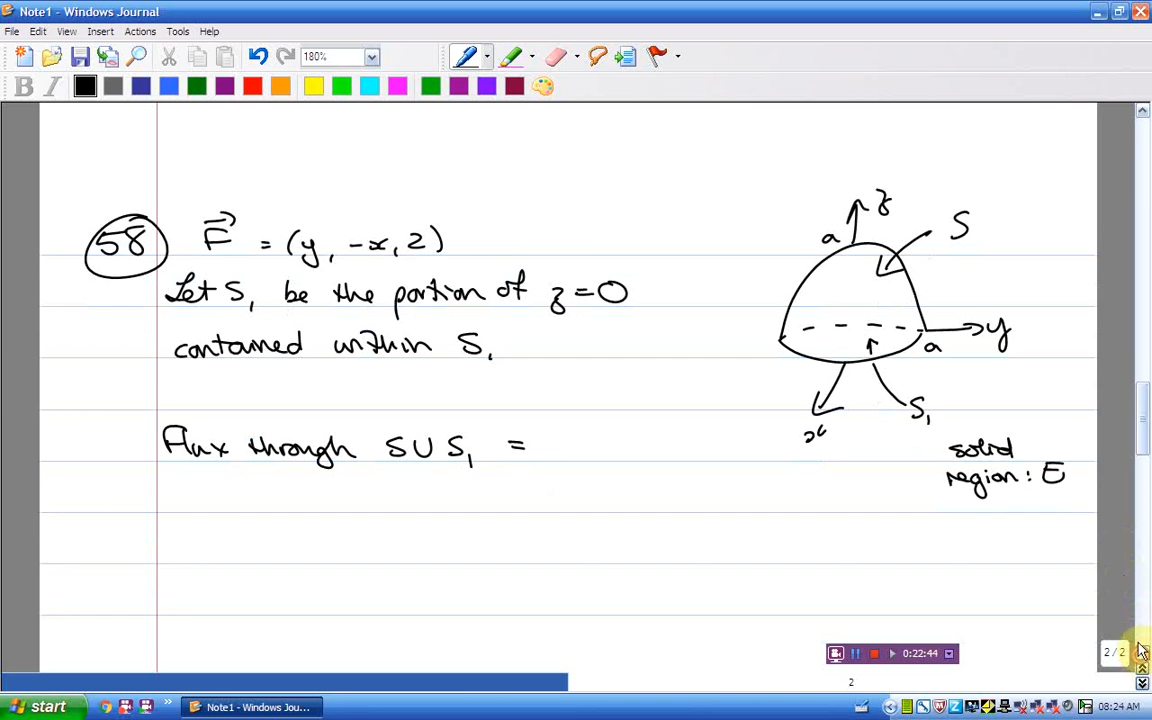 Note1 - Windows Journal
File Edit View Insert Actions Tools Help
180%
B I
58 F = (y, -x, 2)
Let S₁ be the portion of z=0
contained within S,
Flux through S ∪ S₁ =
z
a
S
y
a
x
S₁
solid
region: E
0:22:44
2 / 2
2
start
Windows Jou...
08:24 AM